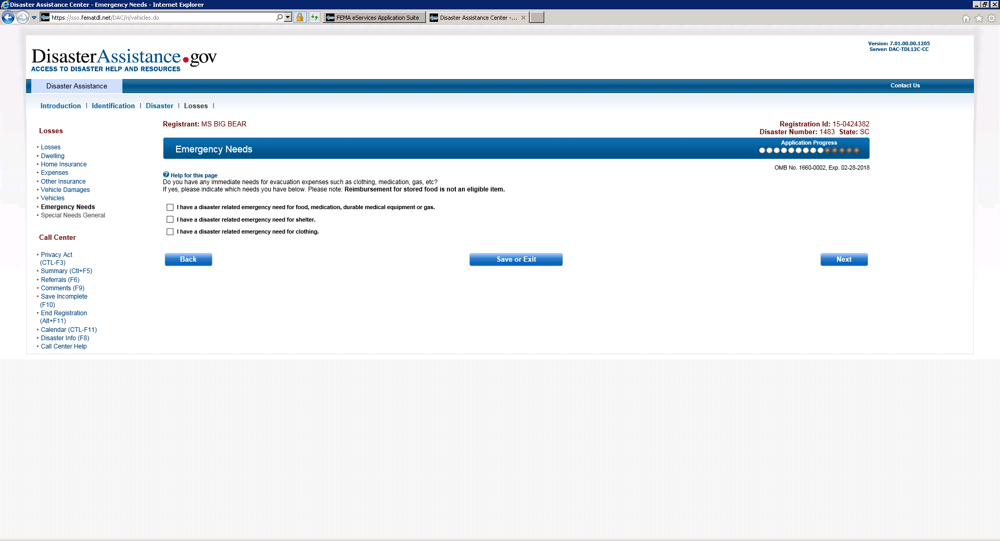 Disaster Assistance Center - Emergency Needs - Internet Explorer
https://sso.fematdl.net/DAC/ri/vehicles.do
FEMA eServices Application Suite
Disaster Assistance Center -...
Version: 7.01.00.00.1205
Server: DAC-TDL12C-CC
DisasterAssistance.gov
ACCESS TO DISASTER HELP AND RESOURCES
Disaster Assistance
Contact Us
Introduction | Identification | Disaster | Losses |
Losses
• Losses
• Dwelling
• Home Insurance
• Expenses
• Other Insurance
• Vehicle Damages
• Vehicles
• Emergency Needs
• Special Needs General
Call Center
• Privacy Act
(CTL-F3)
• Summary (Ctl+F5)
• Referrals (F6)
• Comments (F9)
• Save Incomplete
(F10)
• End Registration
(Alt+F11)
• Calendar (CTL-F11)
• Disaster Info (F8)
• Call Center Help
Registrant: MS BIG BEAR
Registration Id: 15-0424382
Disaster Number: 1483 State: SC
Emergency Needs
Application Progress
OMB No. 1660-0002, Exp. 02-28-2018
? Help for this page
Do you have any immediate needs for evacuation expenses such as clothing, medication, gas, etc?
If yes, please indicate which needs you have below. Please note: Reimbursement for stored food is not an eligible item.
I have a disaster related emergency need for food, medication, durable medical equipment or gas.
I have a disaster related emergency need for shelter.
I have a disaster related emergency need for clothing.
Back
Save or Exit
Next